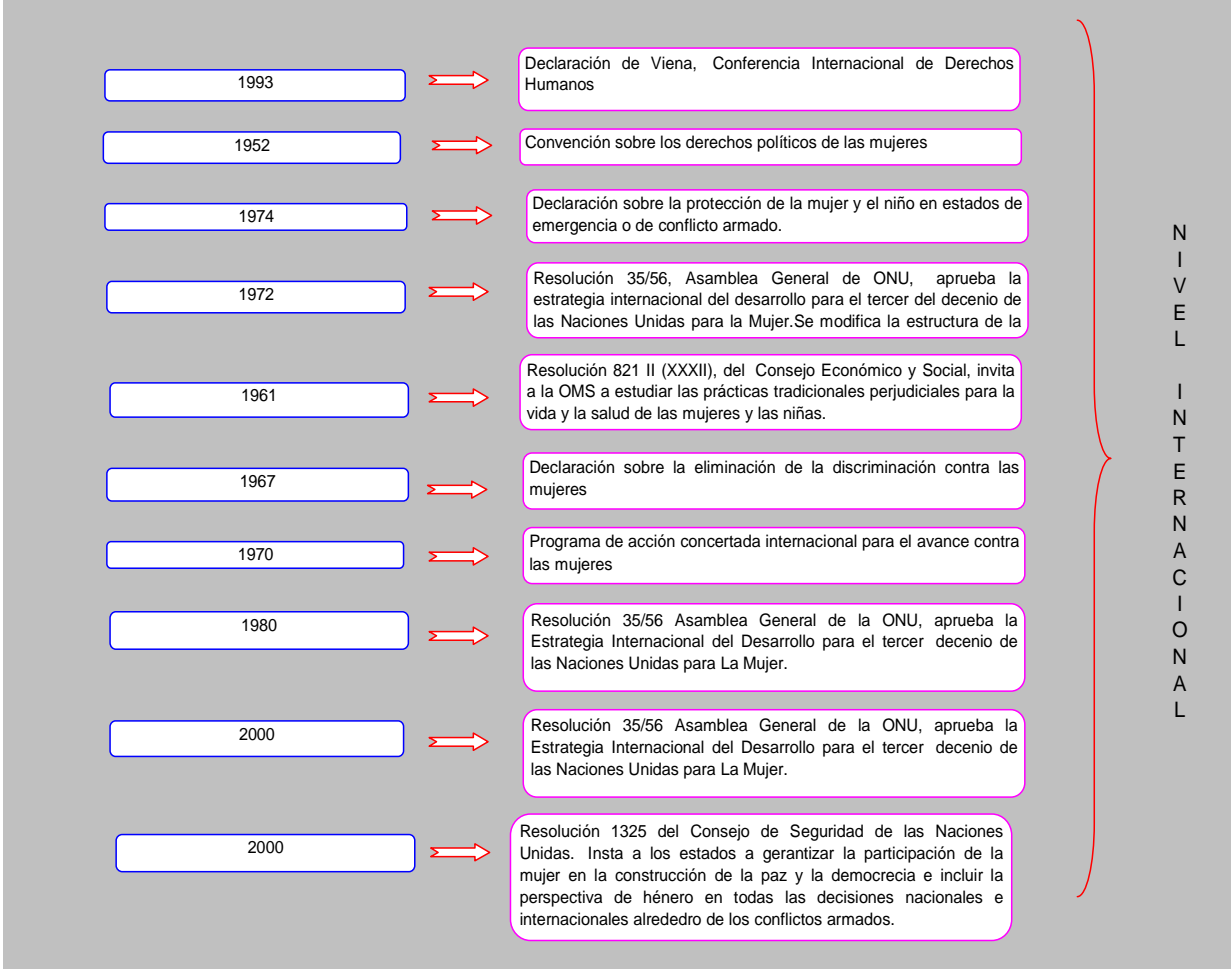 1993
Declaración de Viena, Conferencia Internacional de Derechos
Humanos
1952
Convención sobre los derechos políticos de las mujeres
1974
Declaración sobre la protección de la mujer y el niño en estados de
emergencia o de conflicto armado.
1972
Resolución 35/56, Asamblea General de ONU, aprueba la
estrategia internacional del desarrollo para el tercer del decenio de
las Naciones Unidas para la Mujer.Se modifica la estructura de la
1961
Resolución 821 II (XXXII), del Consejo Económico y Social, invita
a la OMS a estudiar las prácticas tradicionales perjudiciales para la
vida y la salud de las mujeres y las niñas.
1967
Declaración sobre la eliminación de la discriminación contra las
mujeres
1970
Programa de acción concertada internacional para el avance contra
las mujeres
1980
Resolución 35/56 Asamblea General de la ONU, aprueba la
Estrategia Internacional del Desarrollo para el tercer decenio de
las Naciones Unidas para La Mujer.
2000
Resolución 35/56 Asamblea General de la ONU, aprueba la
Estrategia Internacional del Desarrollo para el tercer decenio de
las Naciones Unidas para La Mujer.
2000
Resolución 1325 del Consejo de Seguridad de las Naciones
Unidas. Insta a los estados a gerantizar la participación de la
mujer en la construcción de la paz y la democrecia e incluir la
perspectiva de hénero en todas las decisiones nacionales e
internacionales alrededro de los conflictos armados.
NIVEL INTERNACIONAL